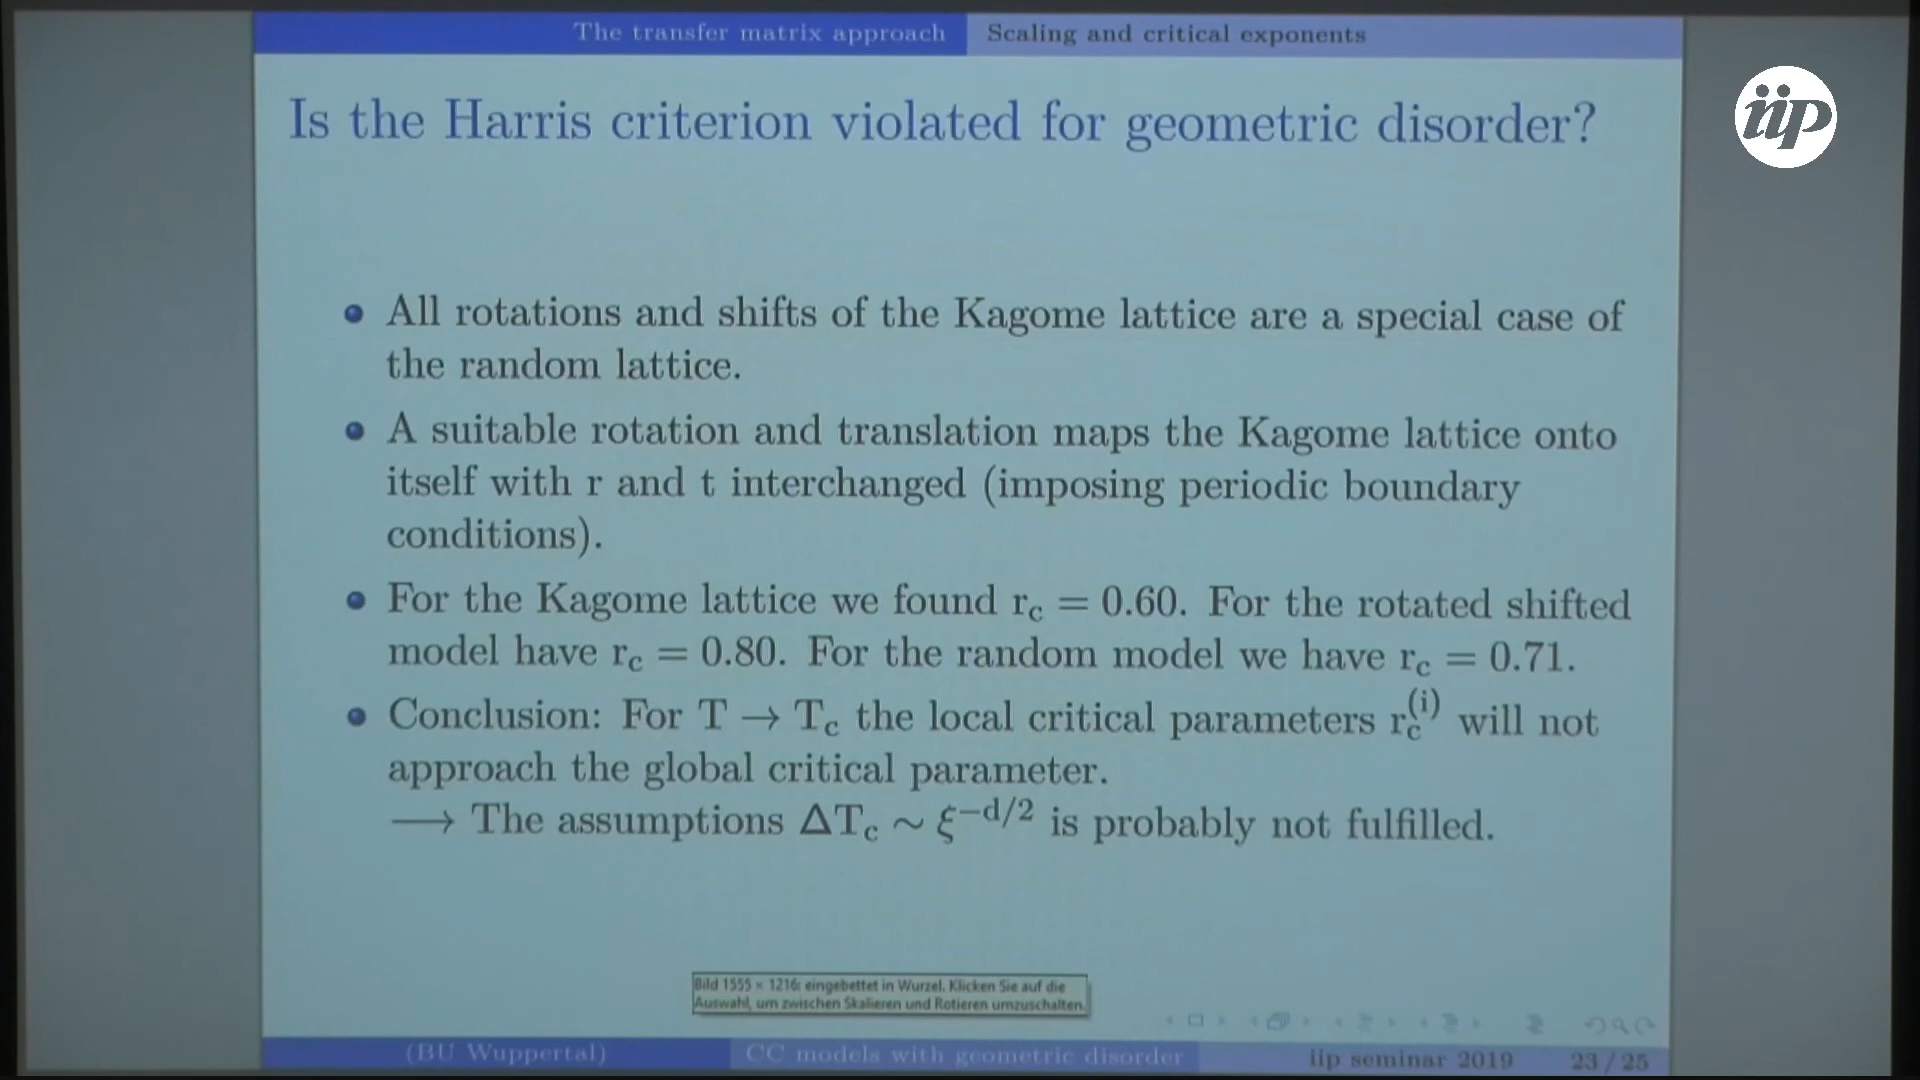 The transfer matrix approach Scaling and critical exponents
iip
Is the Harris criterion violated for geometric disorder?
All rotations and shifts of the Kagome lattice are a special case of
the random lattice.
A suitable rotation and translation maps the Kagome lattice onto
itself with r and t interchanged (imposing periodic boundary
conditions).
For the Kagome lattice we found r_c = 0.60. For the rotated shifted
model have r_c = 0.80. For the random model we have r_c = 0.71.
Conclusion: For T → T_c the local critical parameters r_c^(i) will not
approach the global critical parameter.
⟶ The assumptions ΔT_c ∼ ξ^−d/2 is probably not fulfilled.
Bild 1555 × 1216: eingebettet in Wurzel. Klicken Sie auf die
Auswahl, um zwischen Skalieren und Rotieren umzuschalten.
(BU Wuppertal) CC models with geometric disorder iip seminar 2019 23 / 25